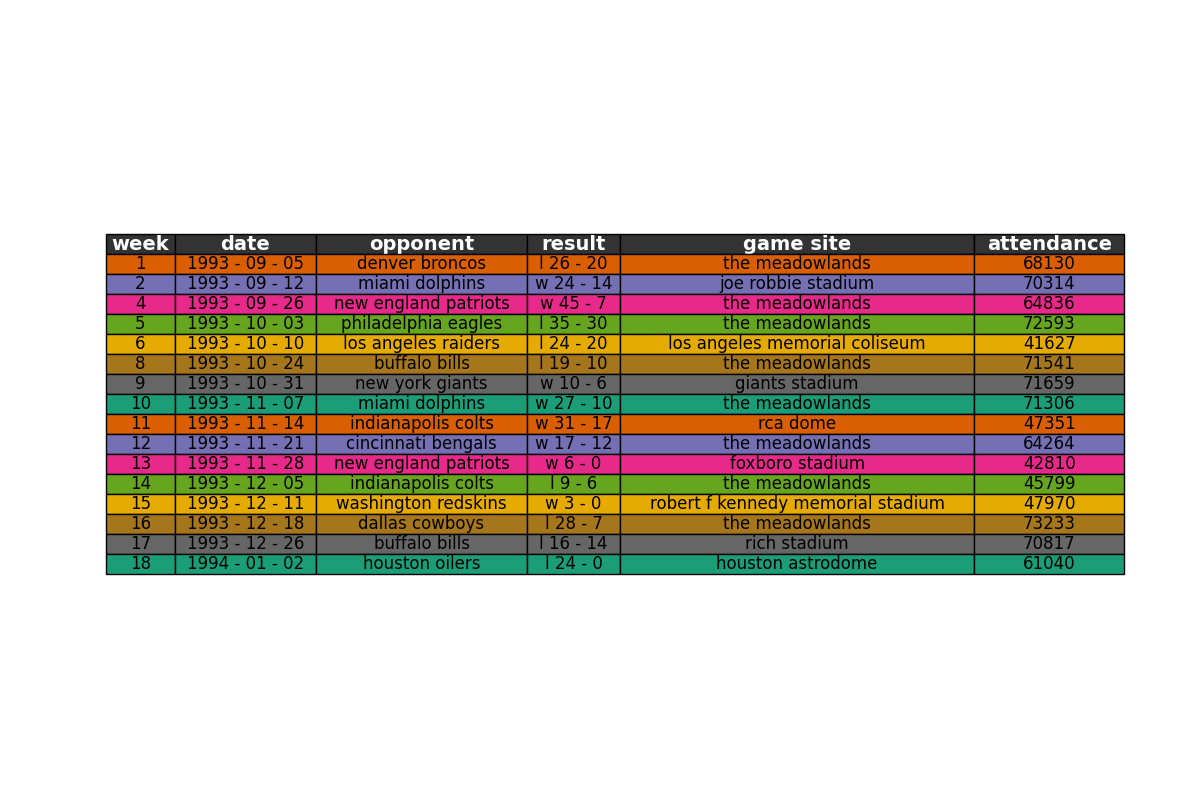 week date opponent result game site attendance
1 1993 - 09 - 05 denver broncos l 26 - 20 the meadowlands 68130
2 1993 - 09 - 12 miami dolphins w 24 - 14 joe robbie stadium 70314
4 1993 - 09 - 26 new england patriots w 45 - 7 the meadowlands 64836
5 1993 - 10 - 03 philadelphia eagles l 35 - 30 the meadowlands 72593
6 1993 - 10 - 10 los angeles raiders l 24 - 20 los angeles memorial coliseum 41627
8 1993 - 10 - 24 buffalo bills l 19 - 10 the meadowlands 71541
9 1993 - 10 - 31 new york giants w 10 - 6 giants stadium 71659
10 1993 - 11 - 07 miami dolphins w 27 - 10 the meadowlands 71306
11 1993 - 11 - 14 indianapolis colts w 31 - 17 rca dome 47351
12 1993 - 11 - 21 cincinnati bengals w 17 - 12 the meadowlands 64264
13 1993 - 11 - 28 new england patriots w 6 - 0 foxboro stadium 42810
14 1993 - 12 - 05 indianapolis colts l 9 - 6 the meadowlands 45799
15 1993 - 12 - 11 washington redskins w 3 - 0 robert f kennedy memorial stadium 47970
16 1993 - 12 - 18 dallas cowboys l 28 - 7 the meadowlands 73233
17 1993 - 12 - 26 buffalo bills l 16 - 14 rich stadium 70817
18 1994 - 01 - 02 houston oilers l 24 - 0 houston astrodome 61040